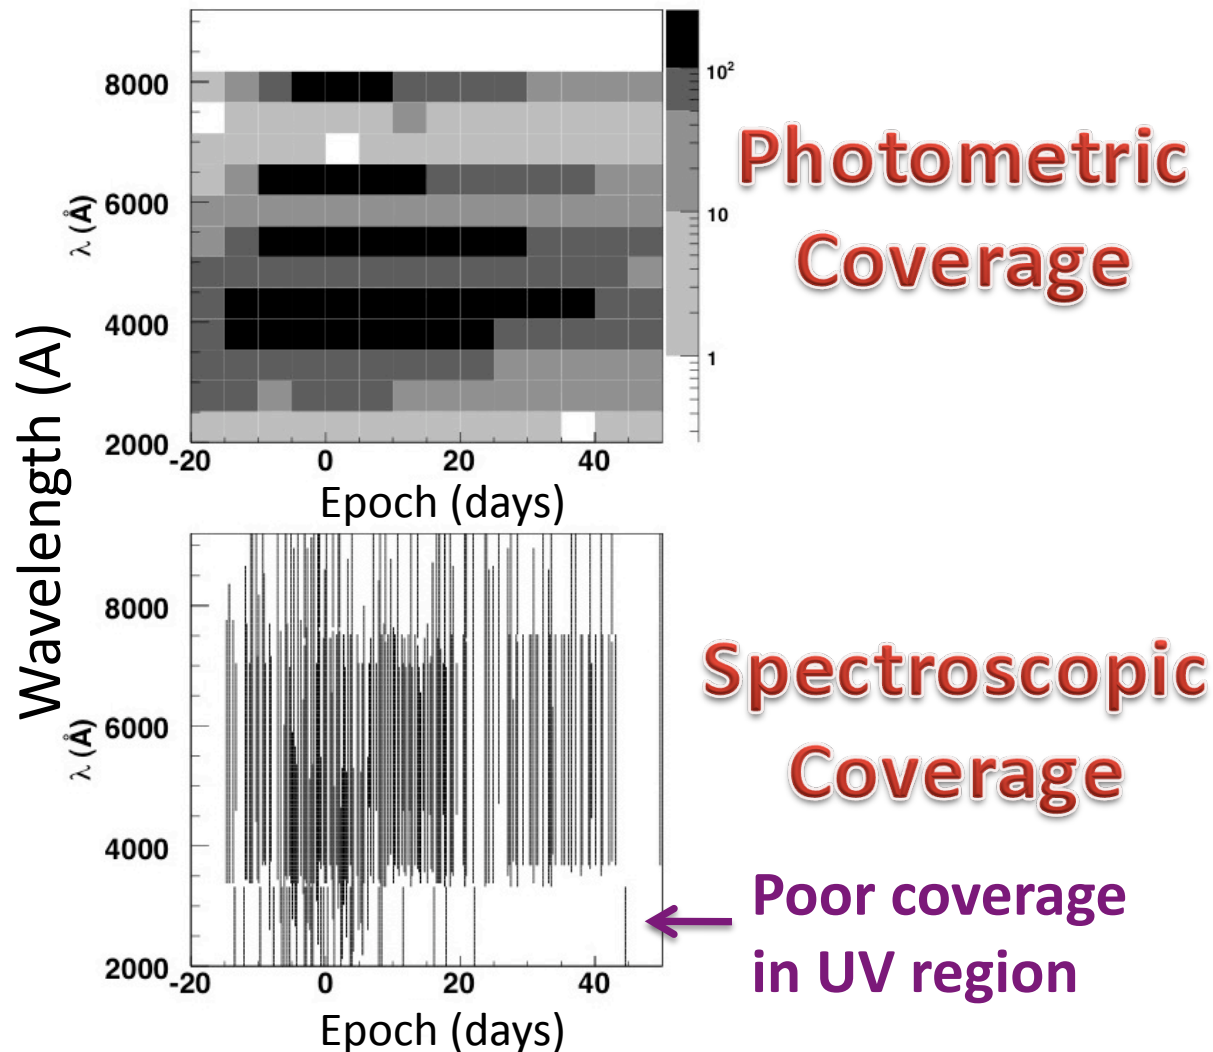 8000
6000
4000
2000
λ (Å)
-20 0 20 40
Epoch (days)
10²
10
1
Photometric
Coverage
Wavelength (A)
8000
6000
4000
2000
λ (Å)
-20 0 20 40
Epoch (days)
Spectroscopic
Coverage
Poor coverage
in UV region